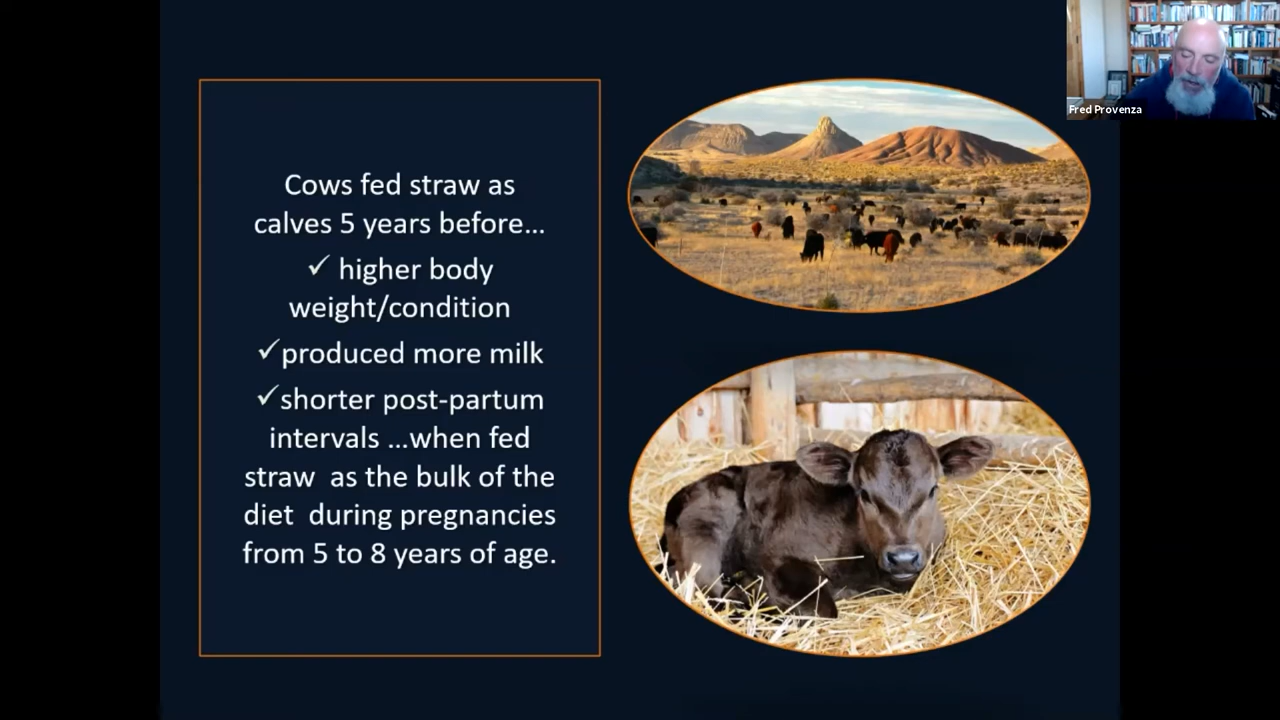 Fred Provenza
Cows fed straw as
calves 5 years before...
✓ higher body
weight/condition
✓produced more milk
✓shorter post-partum
intervals ...when fed
straw  as the bulk of the
diet  during pregnancies
from 5 to 8 years of age.